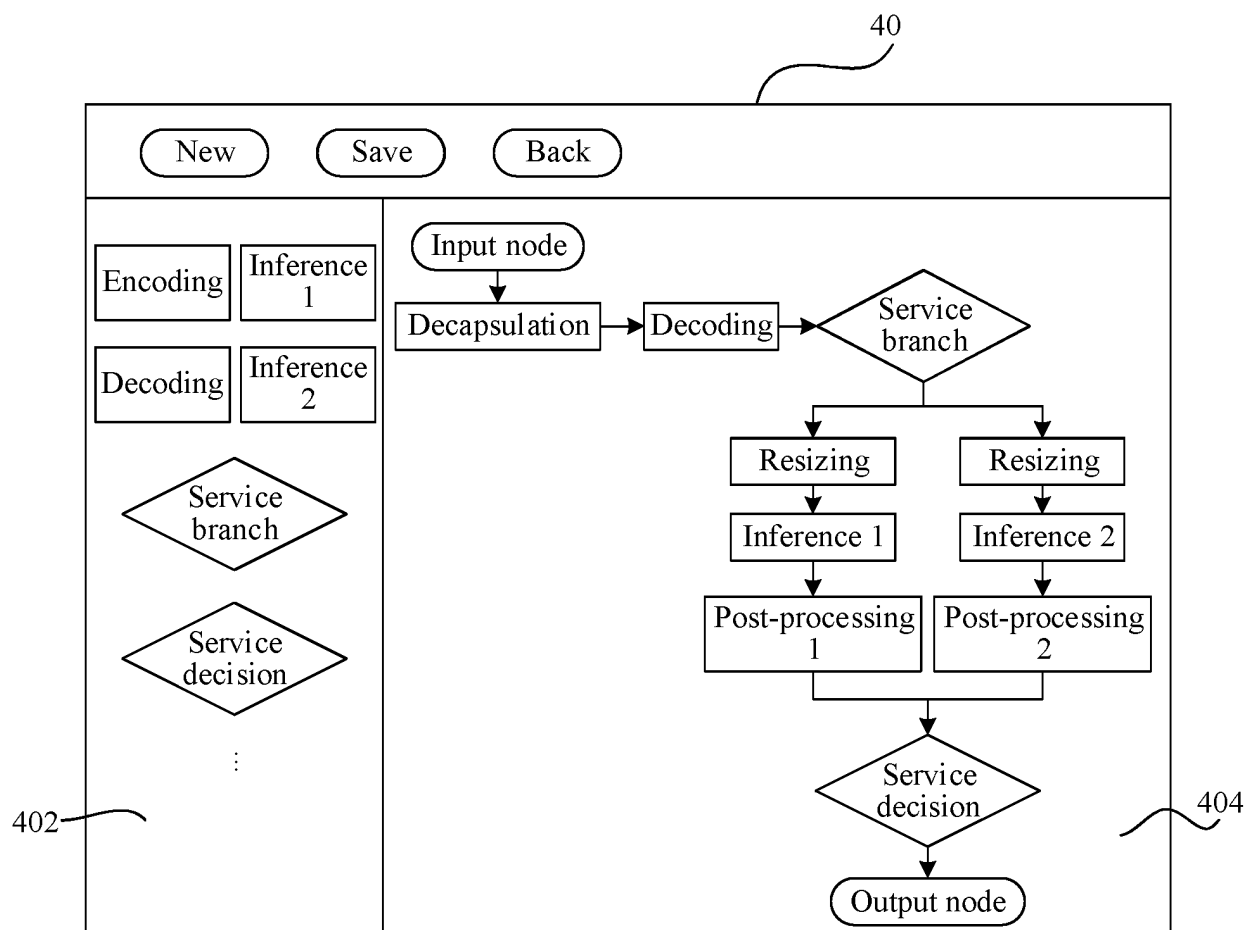 40
New
Save
Back
Encoding
Inference
1
Decoding
Inference
2
Service
branch
Service
decision
⋮
402
Input node
Decapsulation
Decoding
Service
branch
Resizing
Resizing
Inference 1
Inference 2
Post-processing
1
Post-processing
2
Service
decision
Output node
404